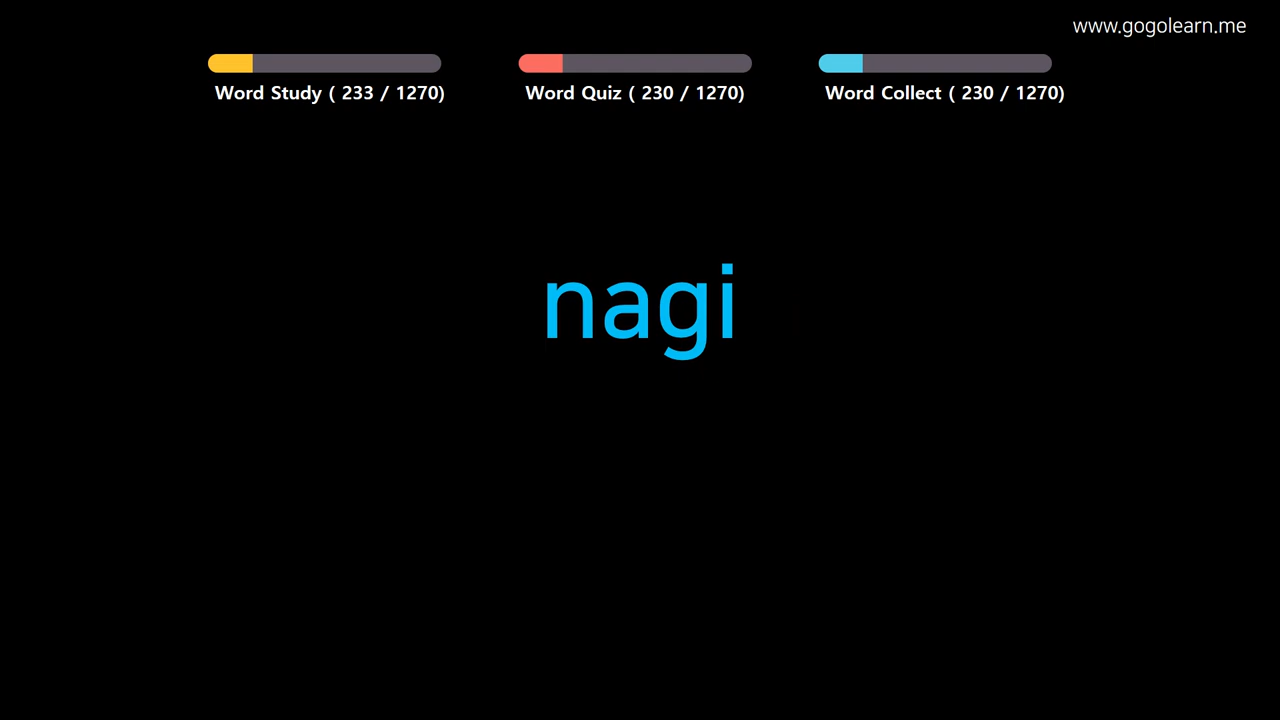 www.gogolearn.me
Word Study ( 233 / 1270)
Word Quiz ( 230 / 1270)
Word Collect ( 230 / 1270)
nagi